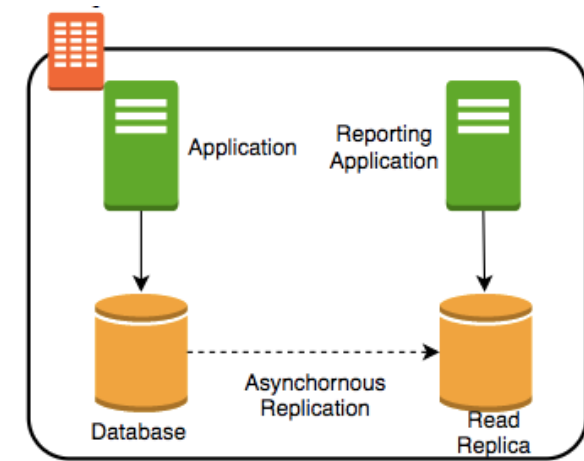 Application
Reporting
Application
Asynchornous
Replication
Database
Read
Replica